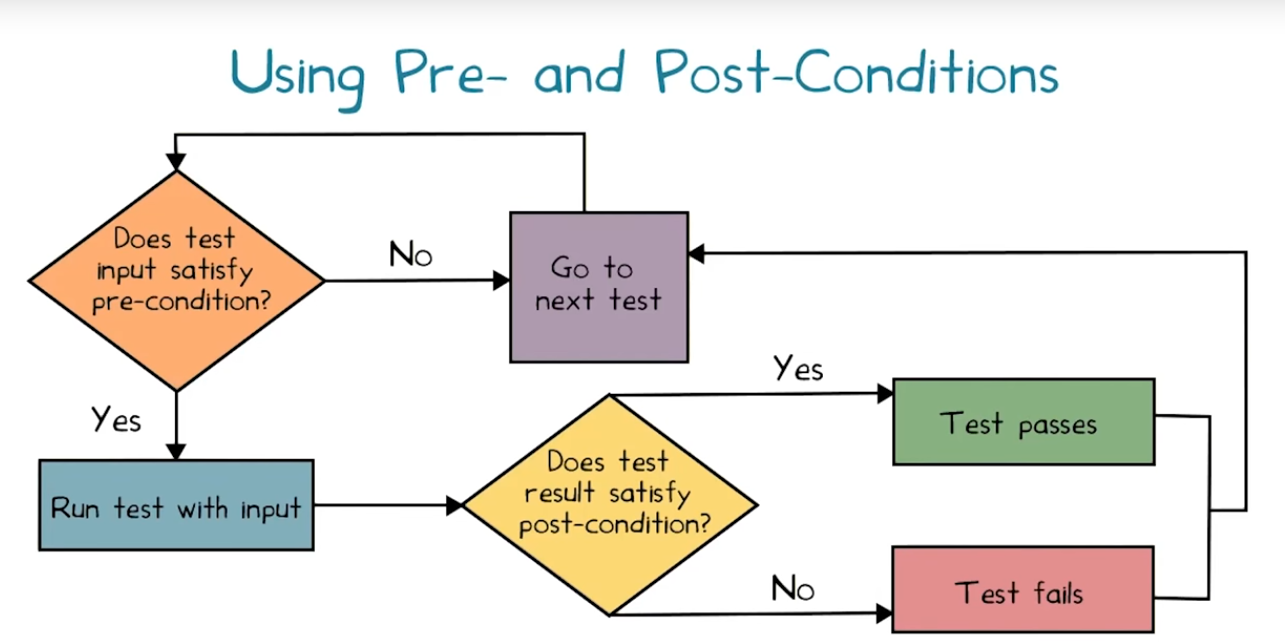 Using Pre- and Post-Conditions
Does test
input satisfy
pre-condition?
No
Go to
next test
Yes
Run test with input
Does test
result satisfy
post-condition?
Yes
Test passes
No
Test fails